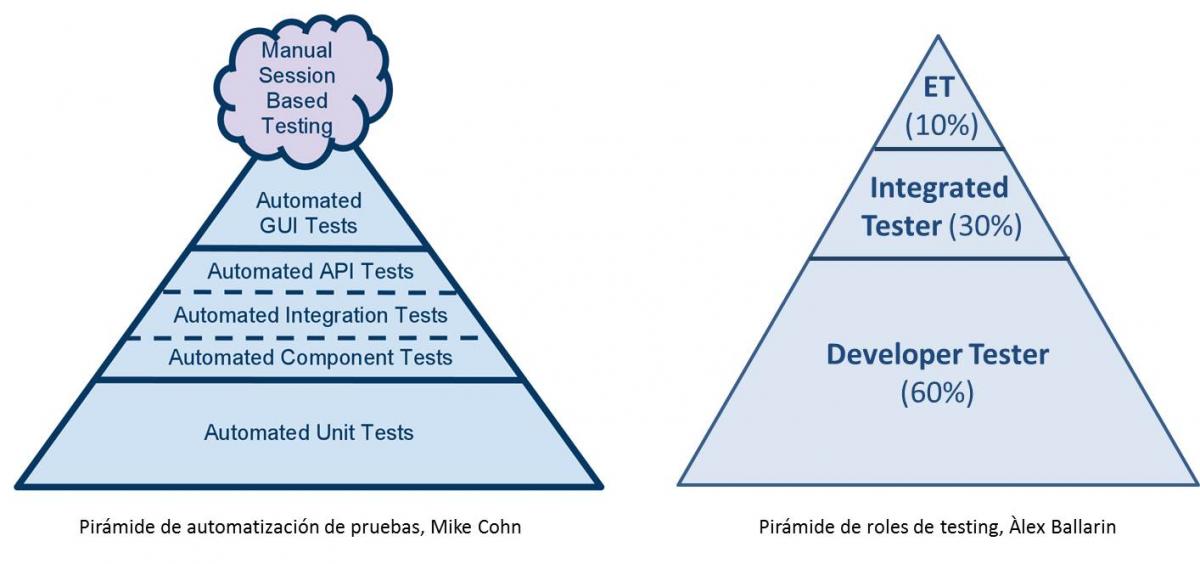 Manual
Session
Based
Testing
Automated
GUI Tests
Automated API Tests
Automated Integration Tests
Automated Component Tests
Automated Unit Tests
Pirámide de automatización de pruebas, Mike Cohn
ET
(10%)
Integrated
Tester (30%)
Developer Tester
(60%)
Pirámide de roles de testing, Àlex Ballarin